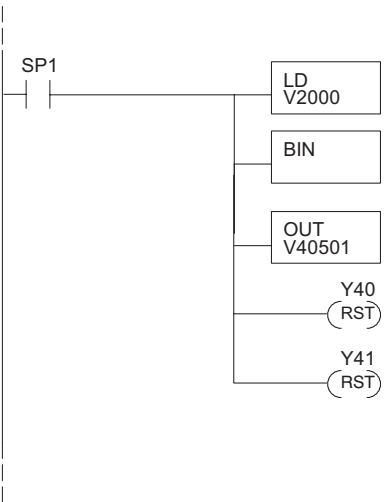 SP1
LD
V2000
BIN
OUT
V40501
Y40
RST
Y41
RST